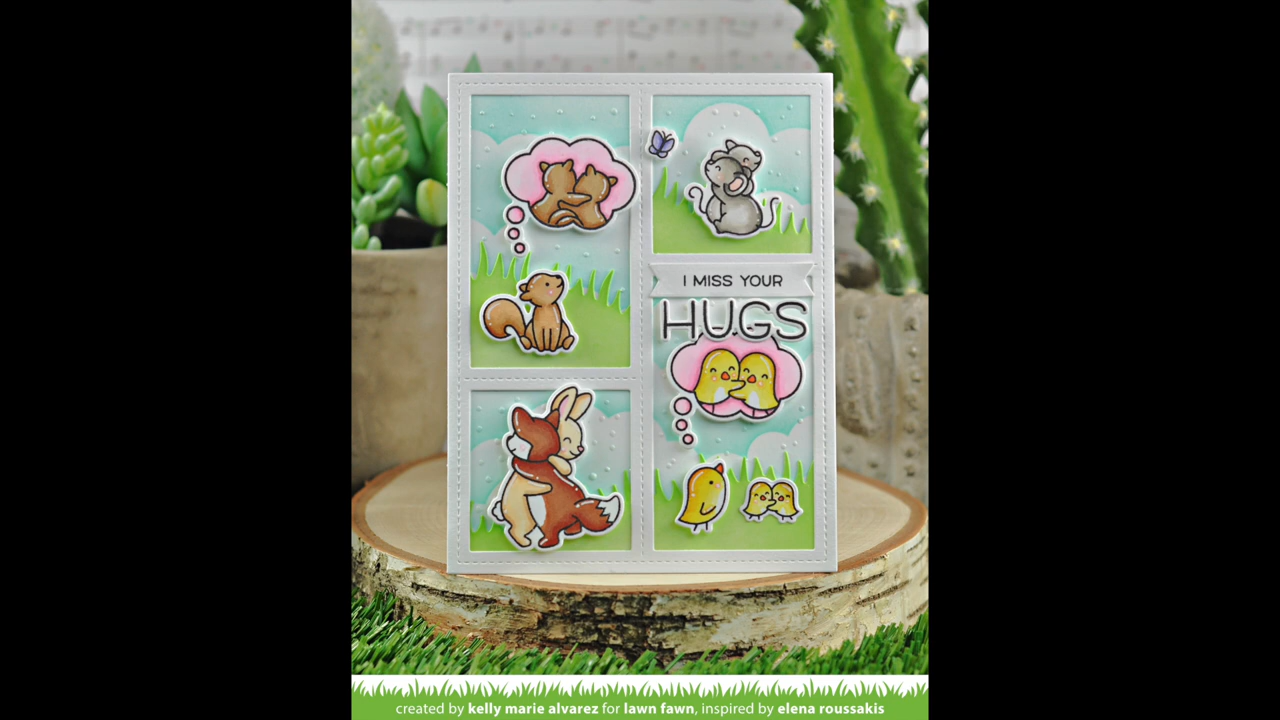 I MISS YOUR
HUGS
created by kelly marie alvarez for lawn fawn, inspired by elena roussakis